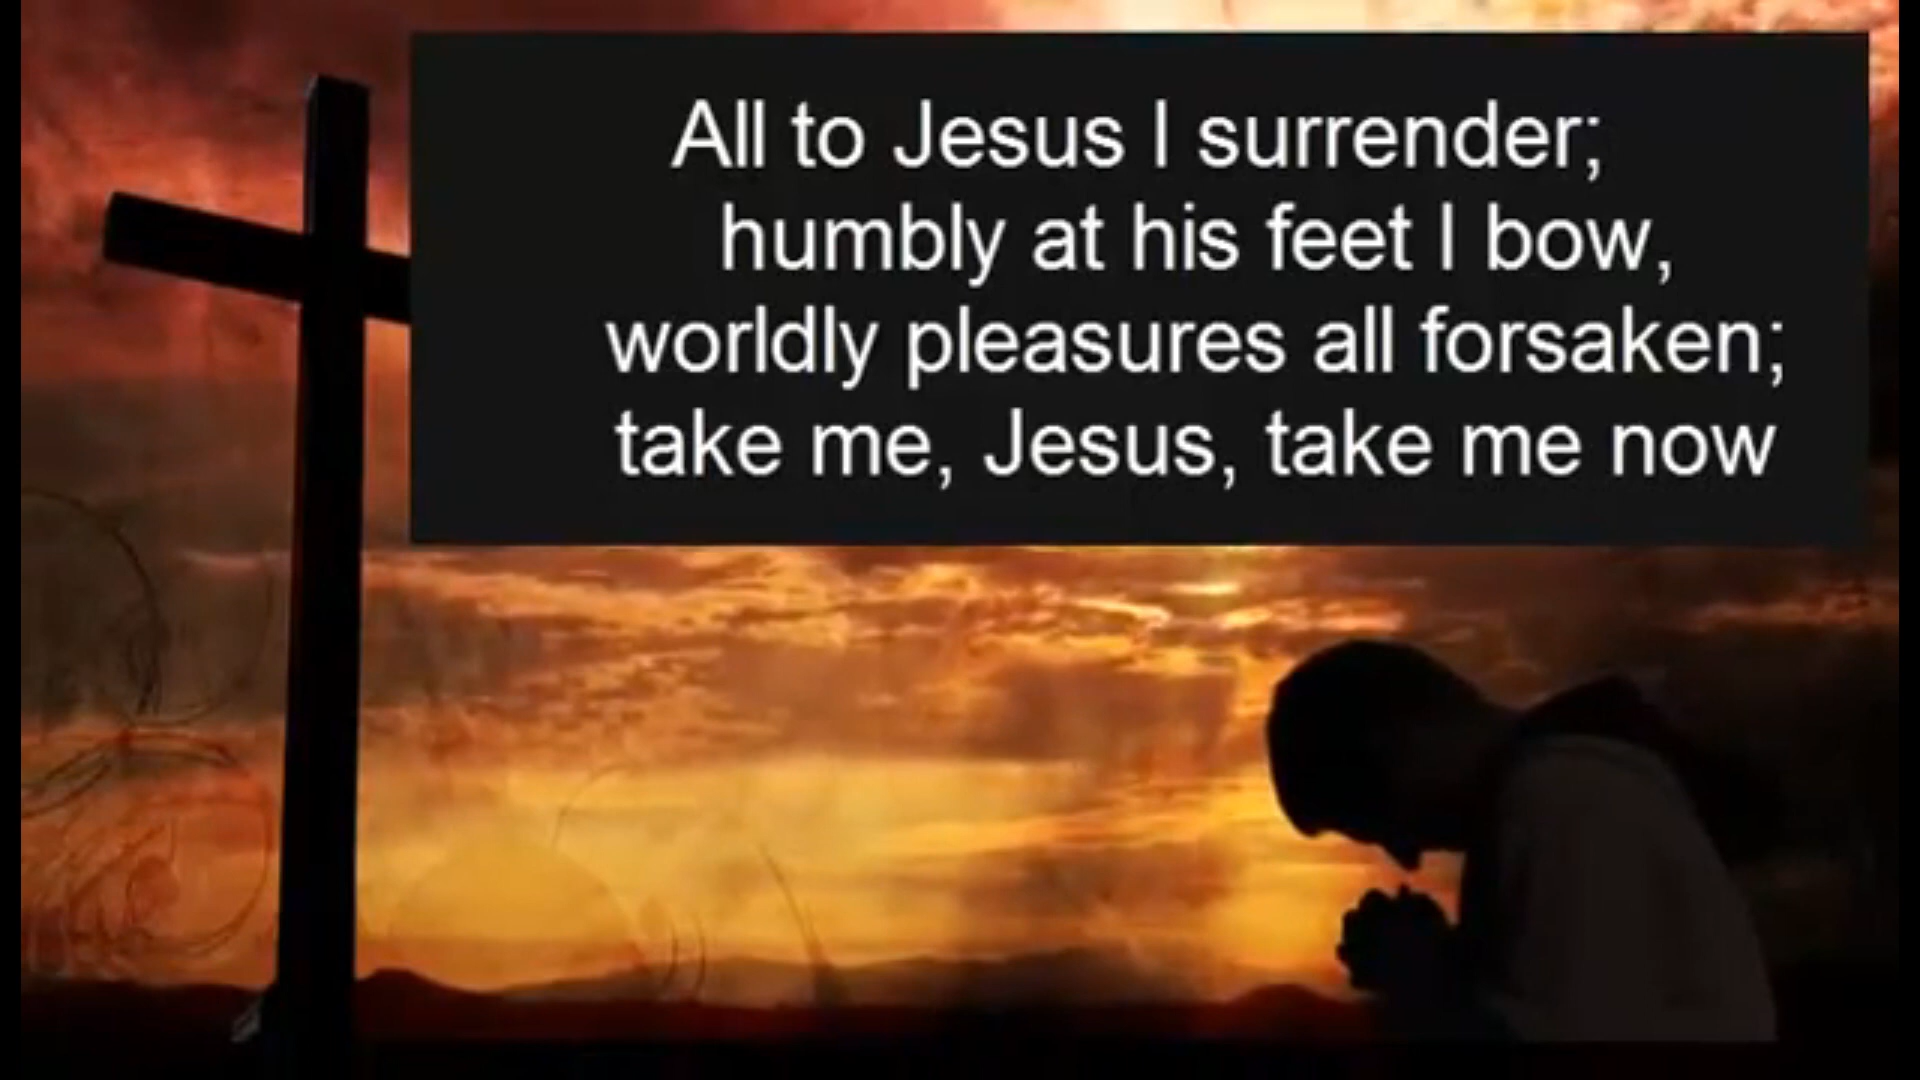 All to Jesus I surrender;
humbly at his feet I bow,
worldly pleasures all forsaken;
take me, Jesus, take me now